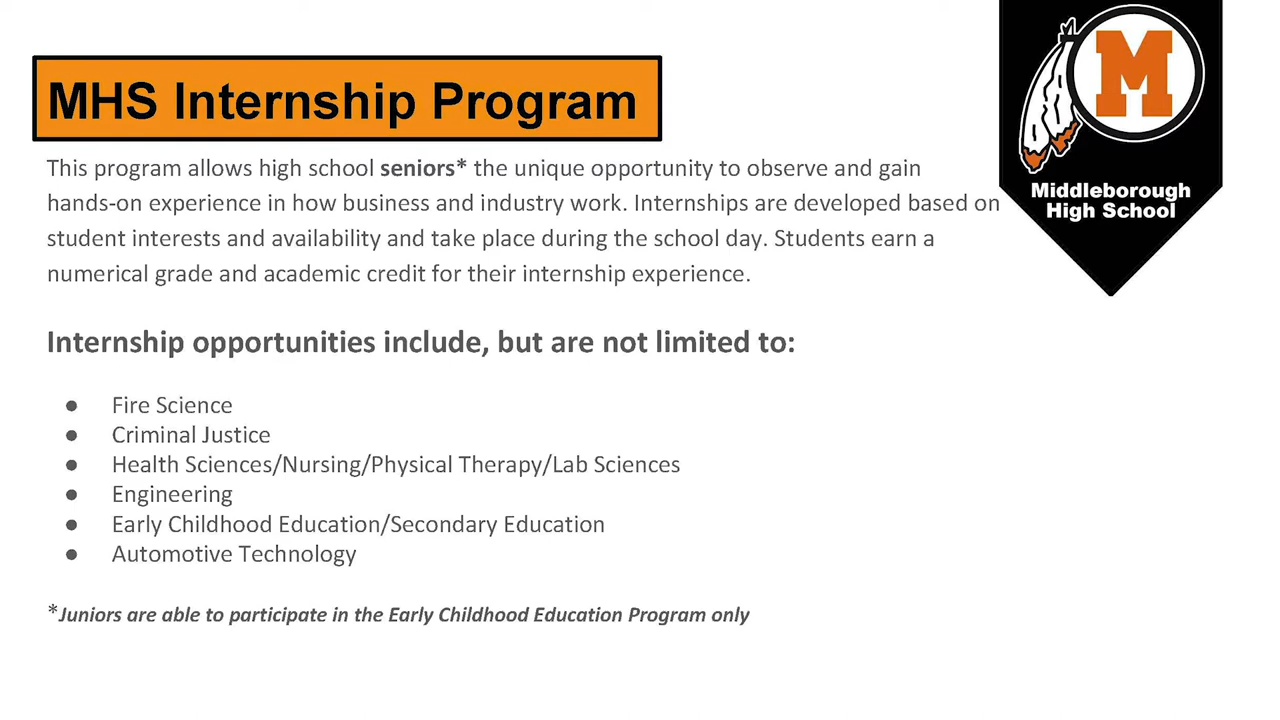 MHS Internship Program
M
Middleborough
High School
This program allows high school seniors* the unique opportunity to observe and gain
hands-on experience in how business and industry work. Internships are developed based on
student interests and availability and take place during the school day. Students earn a
numerical grade and academic credit for their internship experience.
Internship opportunities include, but are not limited to:
● Fire Science
● Criminal Justice
● Health Sciences/Nursing/Physical Therapy/Lab Sciences
● Engineering
● Early Childhood Education/Secondary Education
● Automotive Technology
*Juniors are able to participate in the Early Childhood Education Program only